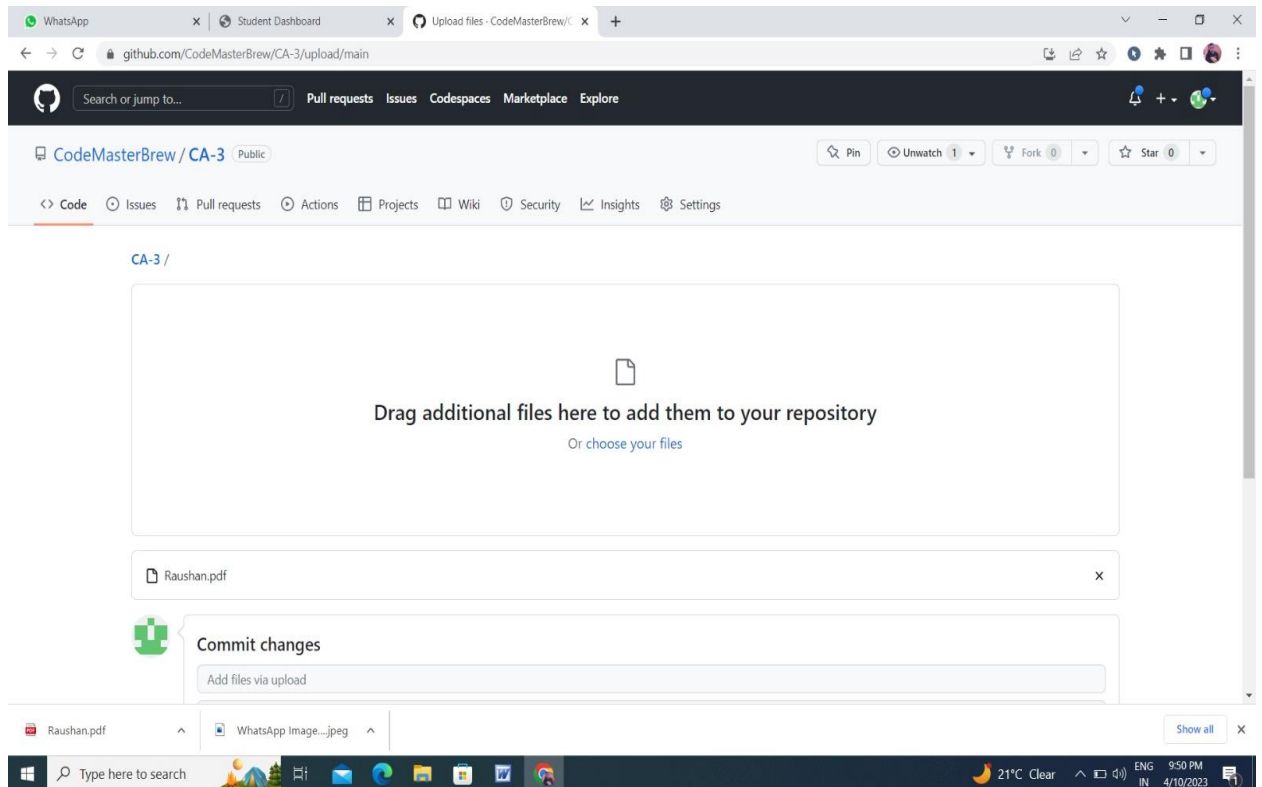 WhatsApp
Student Dashboard
Upload files · CodeMasterBrew/C
github.com/CodeMasterBrew/CA-3/upload/main
Search or jump to... / Pull requests Issues Codespaces Marketplace Explore
CodeMasterBrew / CA-3 Public
Pin Unwatch 1 Fork 0 Star 0
<> Code Issues Pull requests Actions Projects Wiki Security Insights Settings
CA-3 /
Drag additional files here to add them to your repository
Or choose your files
Raushan.pdf
Commit changes
Add files via upload
Raushan.pdf WhatsApp Image....jpeg Show all
Type here to search 21°C Clear ENG 9:50 PM
IN 4/10/2023